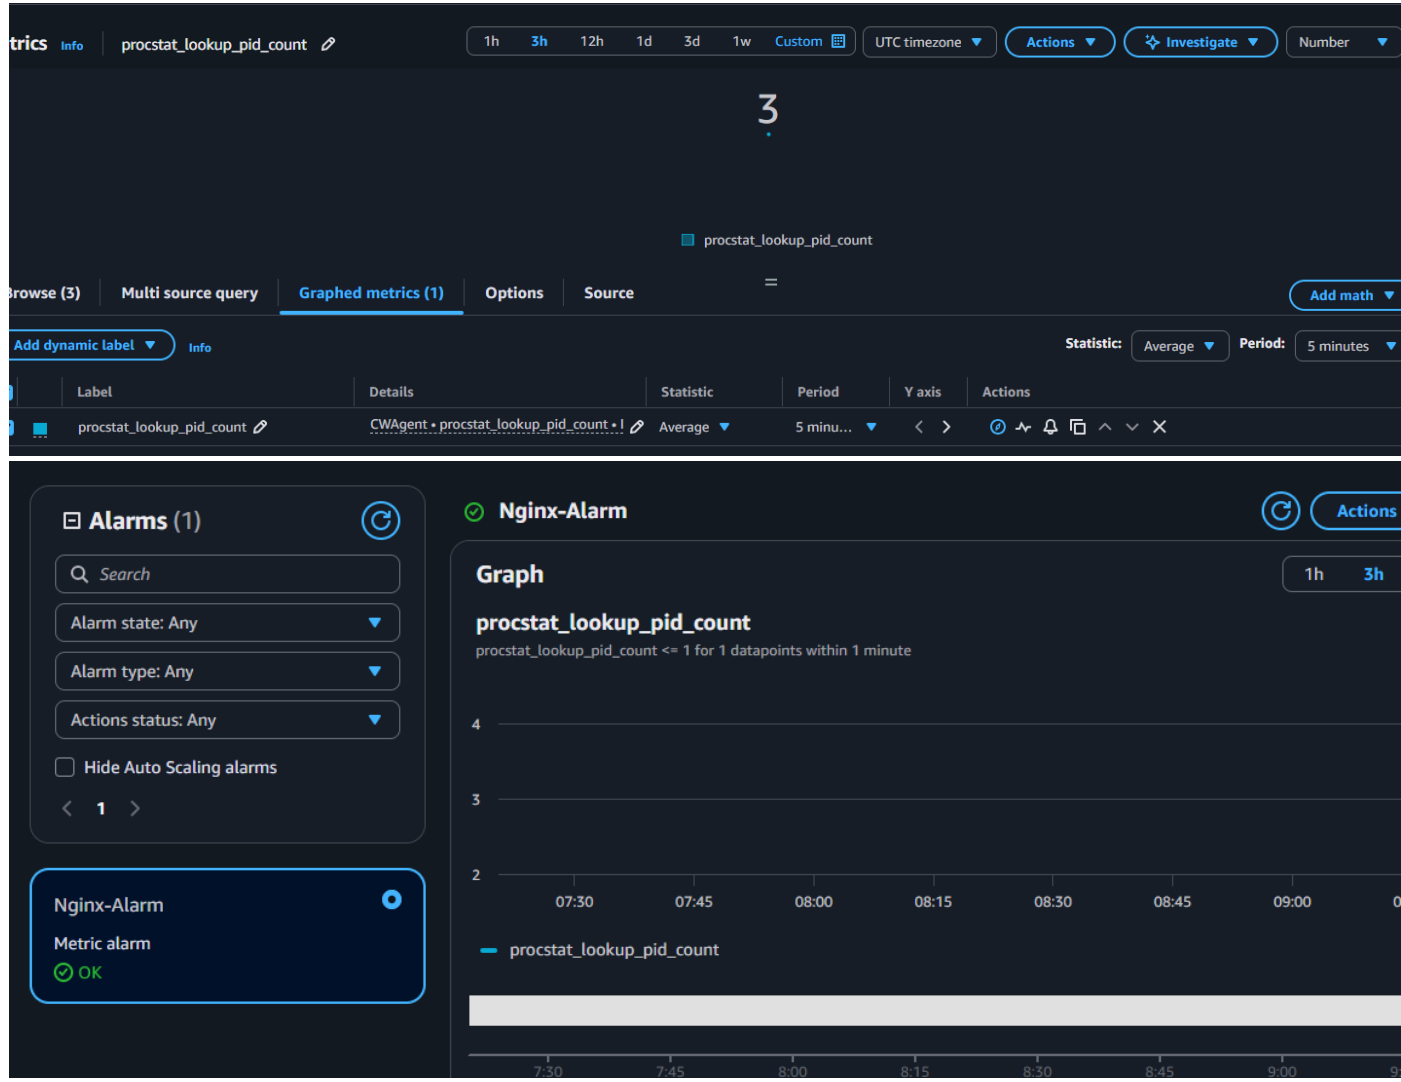 trics Info procstat_lookup_pid_count 1h 3h 12h 1d 3d 1w Custom UTC timezone Actions Investigate Number
3
procstat_lookup_pid_count
Browse (3) Multi source query Graphed metrics (1) Options Source Add math
Add dynamic label Info Statistic: Average Period: 5 minutes
Label Details Statistic Period Y axis Actions
procstat_lookup_pid_count CWAgent • procstat_lookup_pid_count • I Average 5 minu...
Alarms (1)
Search
Alarm state: Any
Alarm type: Any
Actions status: Any
Hide Auto Scaling alarms
1
Nginx-Alarm
Metric alarm
OK
Nginx-Alarm Actions
Graph 1h 3h
procstat_lookup_pid_count
procstat_lookup_pid_count <= 1 for 1 datapoints within 1 minute
4
3
2
07:30 07:45 08:00 08:15 08:30 08:45 09:00 0
procstat_lookup_pid_count
7:30 7:45 8:00 8:15 8:30 8:45 9:00 9: